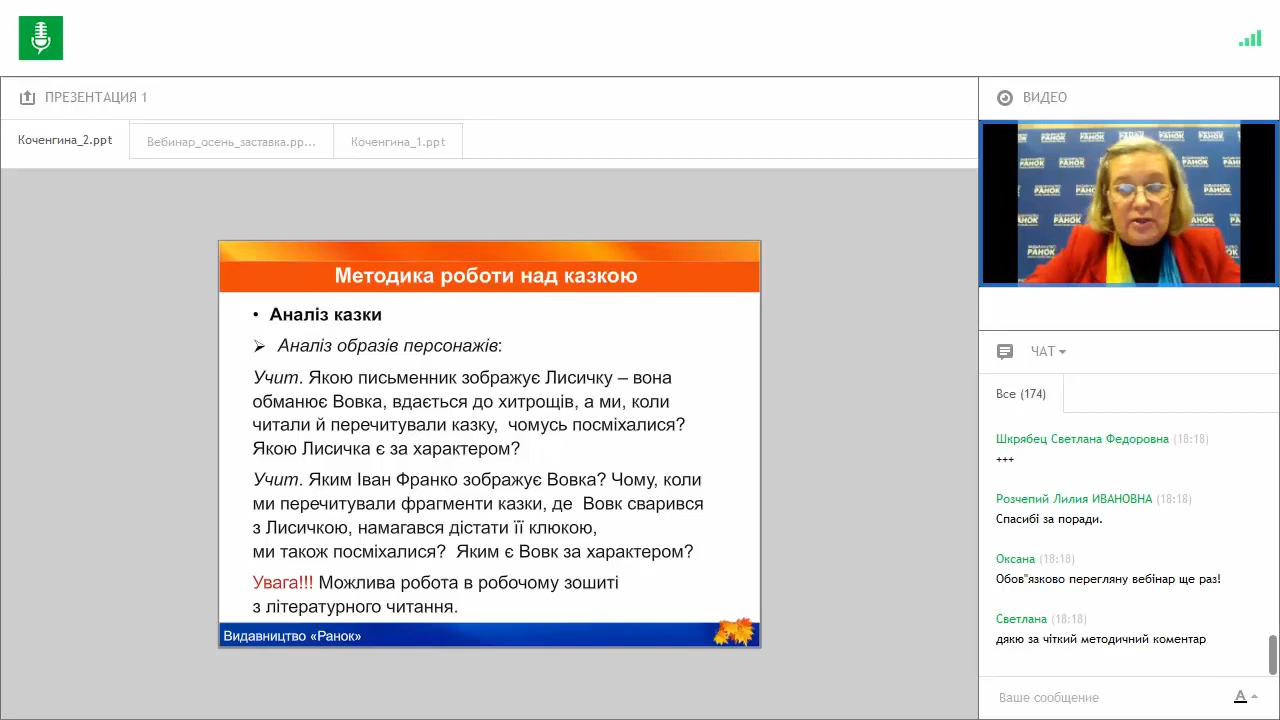 ПРЕЗЕНТАЦИЯ 1
Коченгина_2.ppt
Вебинар_осень_заставка.pp...
Коченгина_1.ppt
Методика роботи над казкою
• Аналіз казки
➢ Аналіз образів персонажів:
Учит. Якою письменник зображує Лисичку – вона
обманює Вовка, вдається до хитрощів, а ми, коли
читали й перечитували казку, чомусь посміхалися?
Якою Лисичка є за характером?
Учит. Яким Іван Франко зображує Вовка? Чому, коли
ми перечитували фрагменти казки, де Вовк сварився
з Лисичкою, намагався дістати її клюкою,
ми також посміхалися? Яким є Вовк за характером?
Увага!!! Можлива робота в робочому зошиті
з літературного читання.
Видавництво «Ранок»
ВИДЕО
РАНОК
РАНОК
РАНОК
РАНОК
ЧАТ
Все (174)
Шкрябец Светлана Федоровна (18:18)
+++
Розчепий Лилия ИВАНОВНА (18:18)
Спасибі за поради.
Оксана (18:18)
Обов"язково перегляну вебінар ще раз!
Светлана (18:18)
дякю за чіткий методичний коментар
Ваше сообщение
А